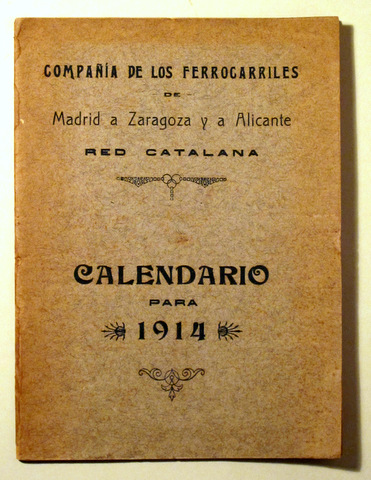 COMPAÑÍA DE LOS FERROCARRILES
DE
Madrid a Zaragoza y a Alicante
RED CATALANA
CALENDARIO
PARA
1914